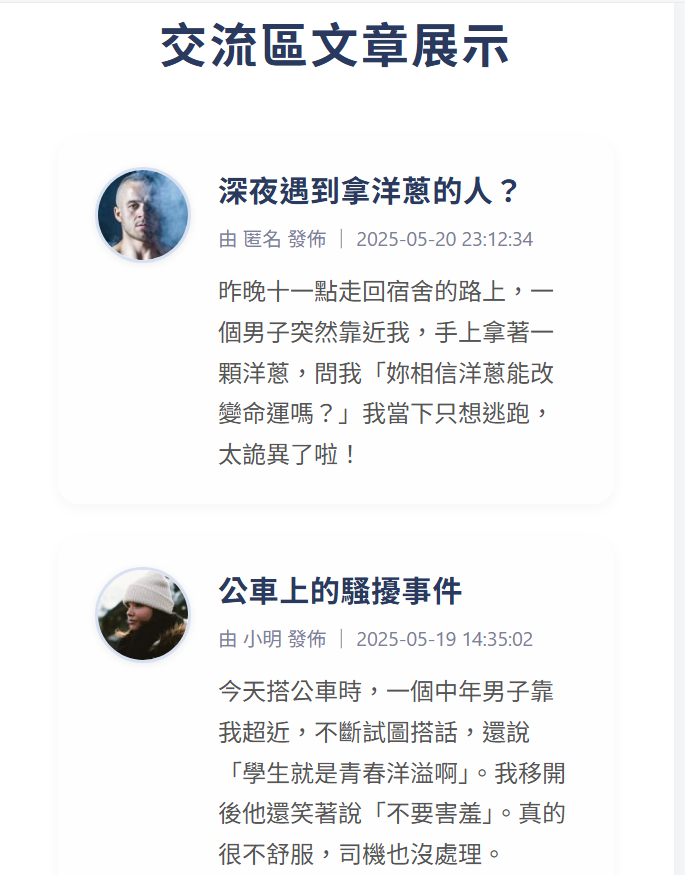 交流區文章展示
深夜遇到拿洋蔥的人？
由 匿名 發佈 ｜ 2025-05-20 23:12:34
昨晚十一點走回宿舍的路上，一
個男子突然靠近我，手上拿著一
顆洋蔥，問我「妳相信洋蔥能改
變命運嗎？」我當下只想逃跑，
太詭異了啦！
公車上的騷擾事件
由 小明 發佈 ｜ 2025-05-19 14:35:02
今天搭公車時，一個中年男子靠
我超近，不斷試圖搭話，還說
「學生就是青春洋溢啊」。我移開
後他還笑著說「不要害羞」。真的
很不舒服，司機也沒處理。